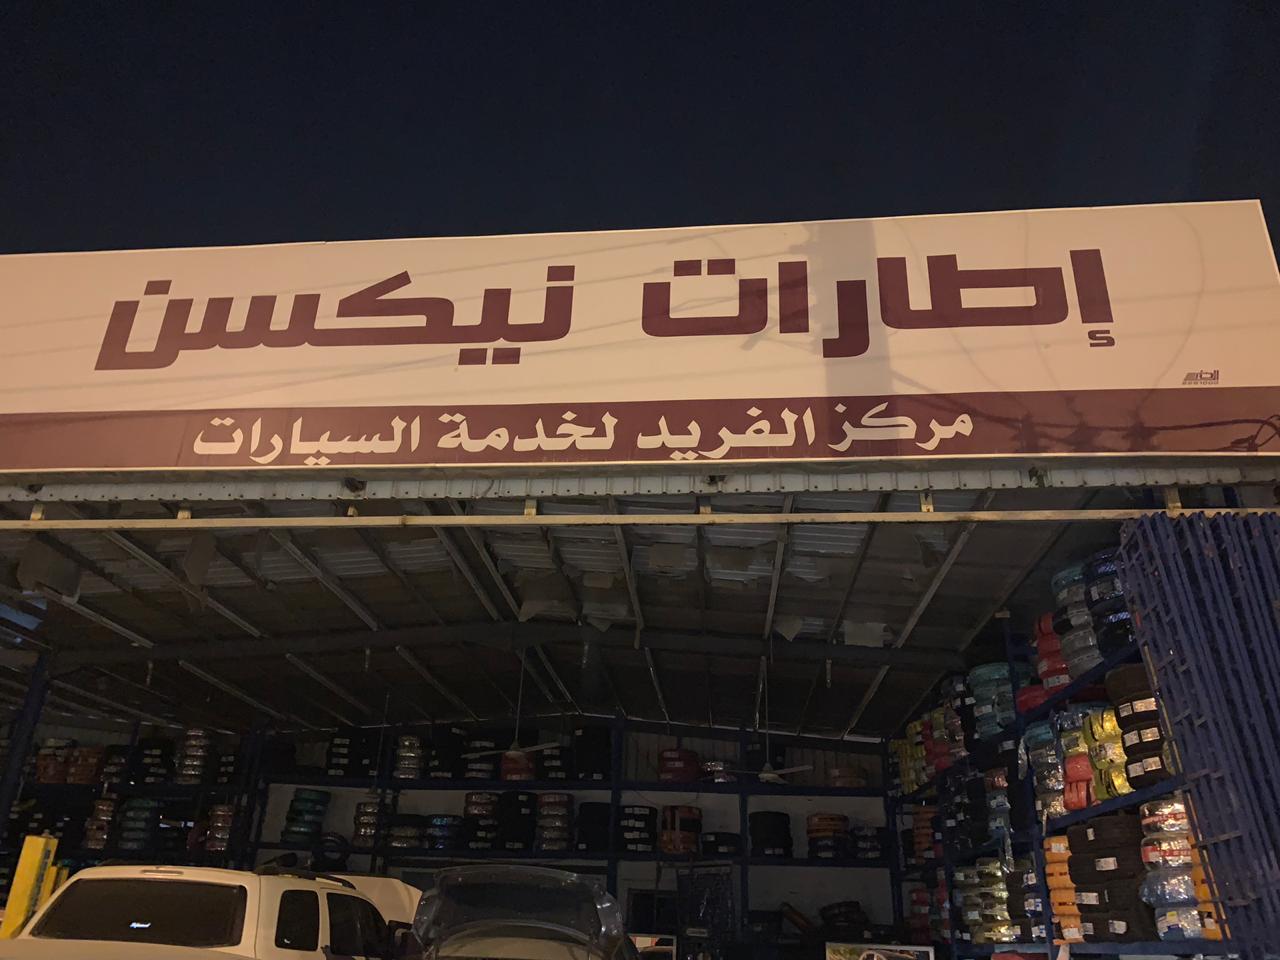 إطارات نيكسن
مركز الفريد لخدمة السيارات